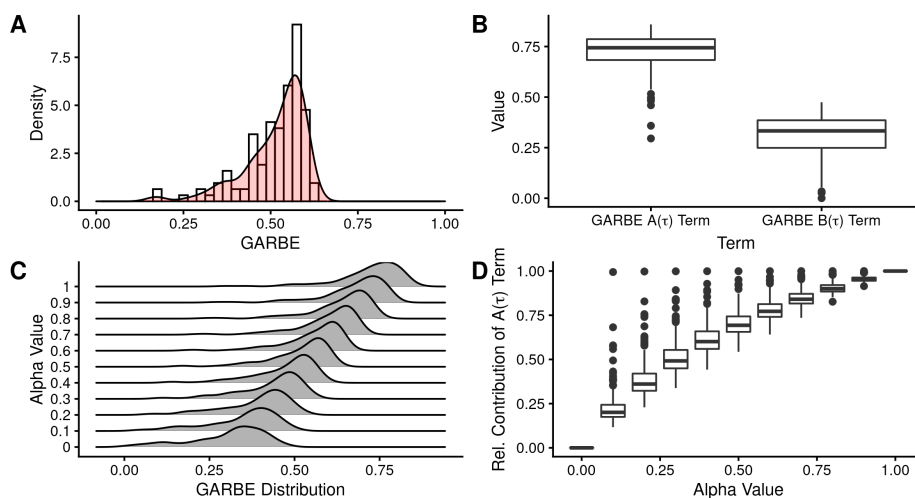 A
Density
7.5
5.0
2.5
0.0
0.00 0.25 0.50 0.75 1.00
GARBE
B
Value
0.75
0.50
0.25
0.00
GARBE A(τ) Term GARBE B(τ) Term
Term
C
Alpha Value
1
0.9
0.8
0.7
0.6
0.5
0.4
0.3
0.2
0.1
0
0.00 0.25 0.50 0.75
GARBE Distribution
D
Rel. Contribution of A(τ) Term
1.00
0.75
0.50
0.25
0.00
0.00 0.25 0.50 0.75 1.00
Alpha Value